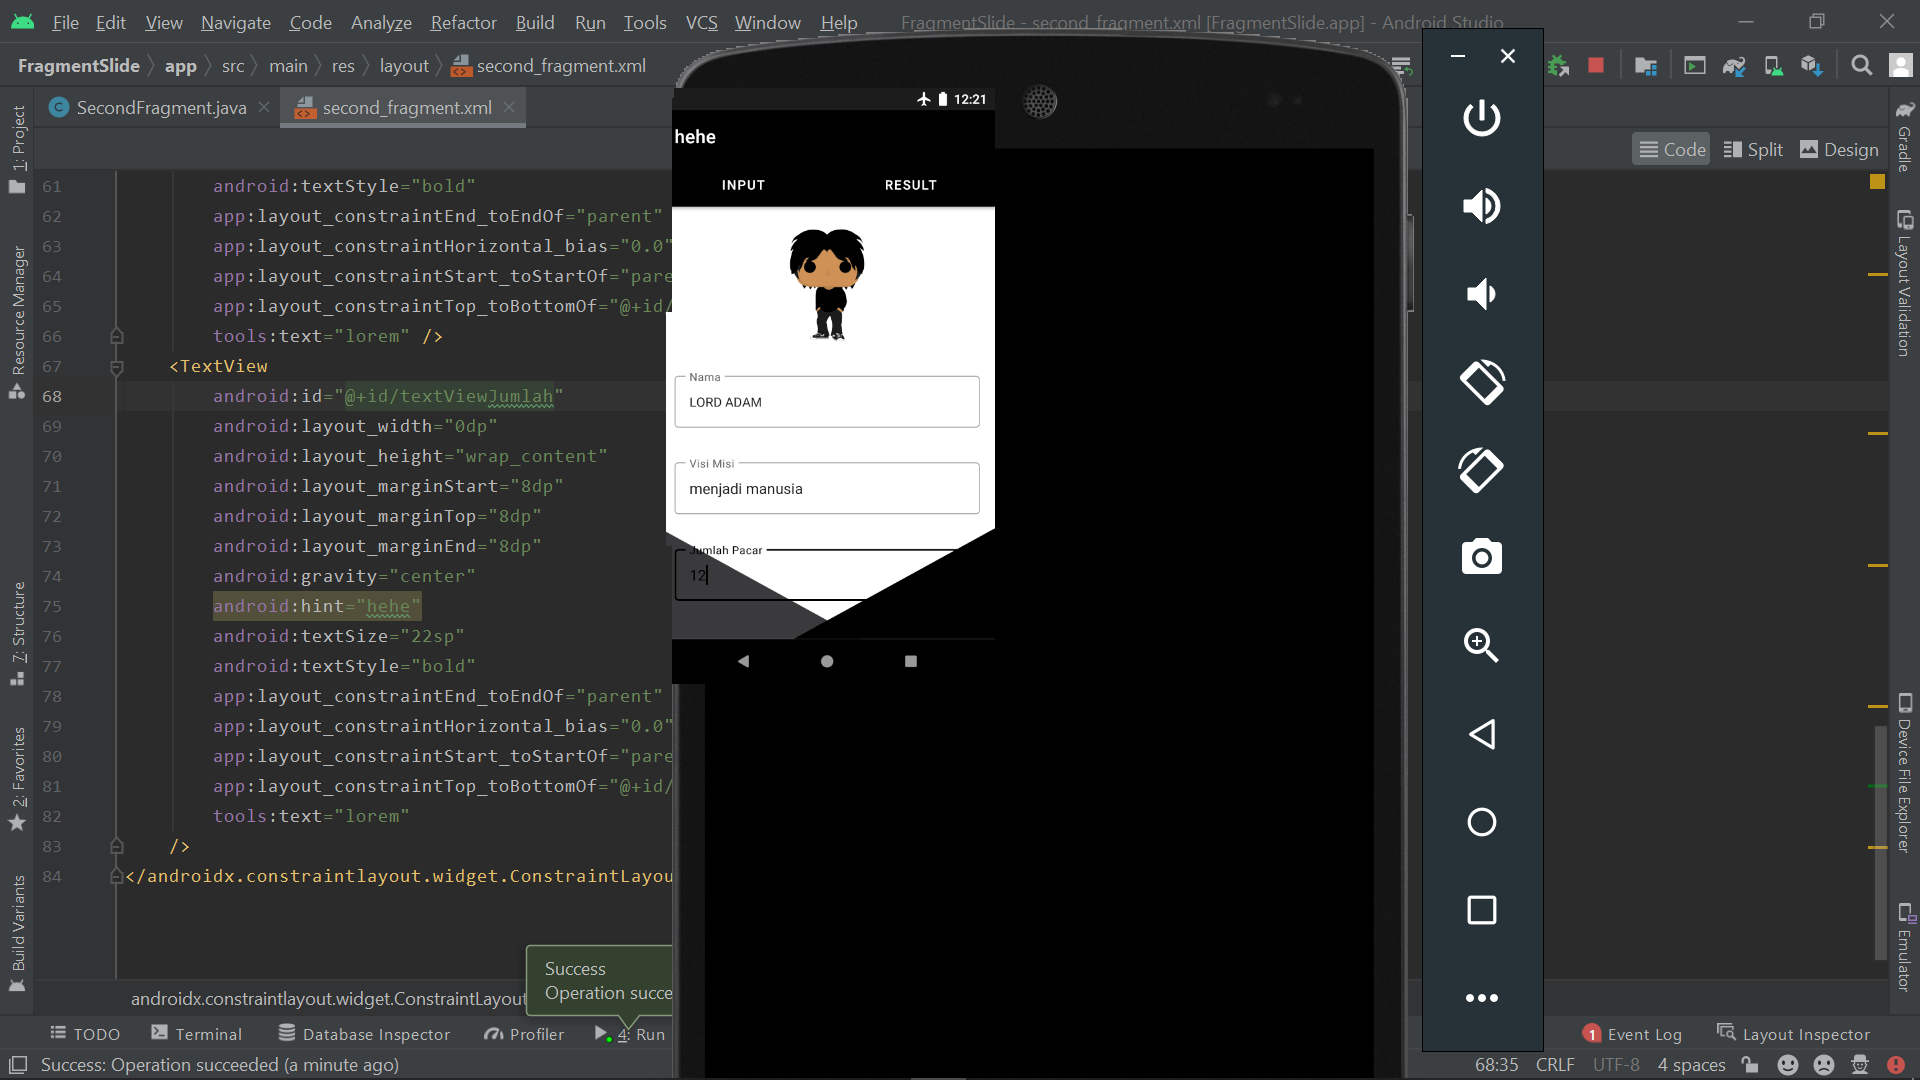 File Edit View Navigate Code Analyze Refactor Build Run Tools VCS Window Help FragmentSlide - second_fragment.xml [FragmentSlide.app] - Android Studio
FragmentSlide app src main res layout second_fragment.xml
SecondFragment.java second_fragment.xml
Code Split Design
1: Project
Resource Manager
7: Structure
2: Favorites
Build Variants
61 android:textStyle="bold"
62 app:layout_constraintEnd_toEndOf="parent"
63 app:layout_constraintHorizontal_bias="0.0"
64 app:layout_constraintStart_toStartOf="pare
65 app:layout_constraintTop_toBottomOf="@+id/
66 tools:text="lorem" />
67 <TextView
68 android:id="@+id/textViewJumlah"
69 android:layout_width="0dp"
70 android:layout_height="wrap_content"
71 android:layout_marginStart="8dp"
72 android:layout_marginTop="8dp"
73 android:layout_marginEnd="8dp"
74 android:gravity="center"
75 android:hint="hehe"
76 android:textSize="22sp"
77 android:textStyle="bold"
78 app:layout_constraintEnd_toEndOf="parent"
79 app:layout_constraintHorizontal_bias="0.0"
80 app:layout_constraintStart_toStartOf="pare
81 app:layout_constraintTop_toBottomOf="@+id/
82 tools:text="lorem"
83 />
84 </androidx.constraintlayout.widget.ConstraintLayou
12:21
hehe
INPUT RESULT
Nama
LORD ADAM
Visi Misi
menjadi manusia
Jumlah Pacar
12
Gradle
Layout Validation
Device File Explorer
Emulator
Success
Operation succe
androidx.constraintlayout.widget.ConstraintLayout
TODO Terminal Database Inspector Profiler 4: Run 1 Event Log Layout Inspector
Success: Operation succeeded (a minute ago) 68:35 CRLF UTF-8 4 spaces